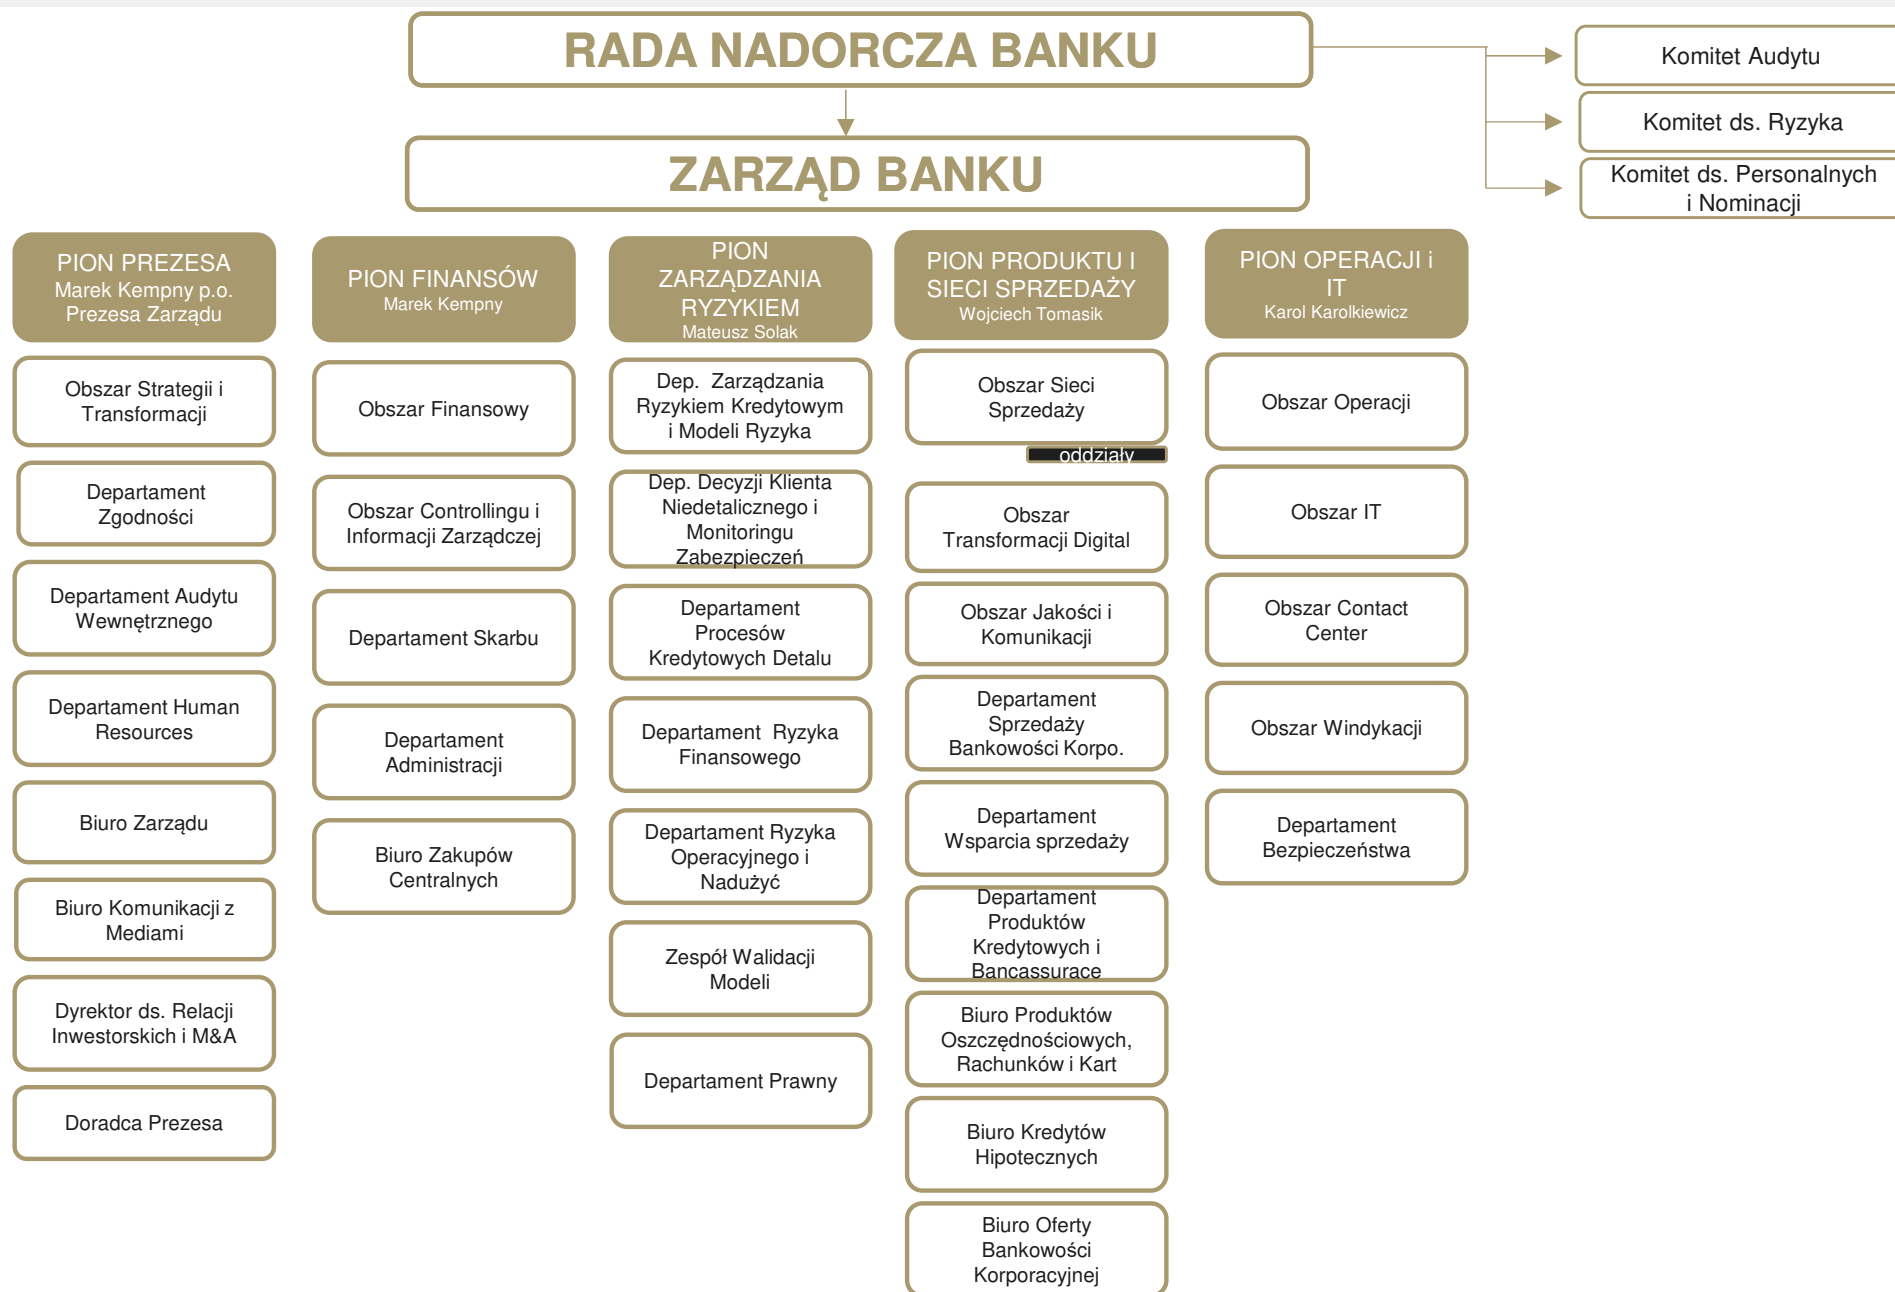 RADA NADORCZA BANKU
ZARZĄD BANKU
Komitet Audytu
Komitet ds. Ryzyka
Komitet ds. Personalnych
i Nominacji
PION PREZESA
Marek Kempny p.o.
Prezesa Zarządu
Obszar Strategii i
Transformacji
Departament
Zgodności
Departament Audytu
Wewnętrznego
Departament Human
Resources
Biuro Zarządu
Biuro Komunikacji z
Mediami
Dyrektor ds. Relacji
Inwestorskich i M&A
Doradca Prezesa
PION FINANSÓW
Marek Kempny
Obszar Finansowy
Obszar Controllingu i
Informacji Zarządczej
Departament Skarbu
Departament
Administracji
Biuro Zakupów
Centralnych
PION
ZARZĄDZANIA
RYZYKIEM
Mateusz Solak
Dep. Zarządzania
Ryzykiem Kredytowym
i Modeli Ryzyka
Dep. Decyzji Klienta
Niedetalicznego i
Monitoringu
Zabezpieczeń
Departament
Procesów
Kredytowych Detalu
Departament Ryzyka
Finansowego
Departament Ryzyka
Operacyjnego i
Nadużyć
Zespół Walidacji
Modeli
Departament Prawny
PION PRODUKTU I
SIECI SPRZEDAŻY
Wojciech Tomasik
Obszar Sieci
Sprzedaży
oddziały
Obszar
Transformacji Digital
Obszar Jakości i
Komunikacji
Departament
Sprzedaży
Bankowości Korpo.
Departament
Wsparcia sprzedaży
Departament
Produktów
Kredytowych i
Bancassurace
Biuro Produktów
Oszczędnościowych,
Rachunków i Kart
Biuro Kredytów
Hipotecznych
Biuro Oferty
Bankowości
Korporacyjnej
PION OPERACJI i
IT
Karol Karolkiewicz
Obszar Operacji
Obszar IT
Obszar Contact
Center
Obszar Windykacji
Departament
Bezpieczeństwa